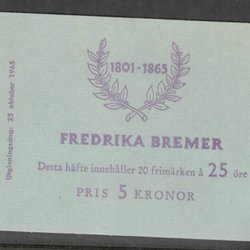 Utgivningsdag: 25 oktober 1965
1801-1865
FREDRIKA BREMER
Detta häfte innehåller 20 frimärken à 25 öre
PRIS 5 KRONOR